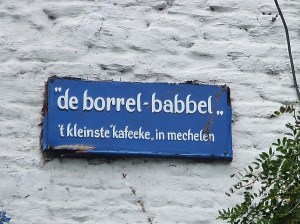 "de borrel-babbel„
't kleinste "kafeeke„ in mechelen